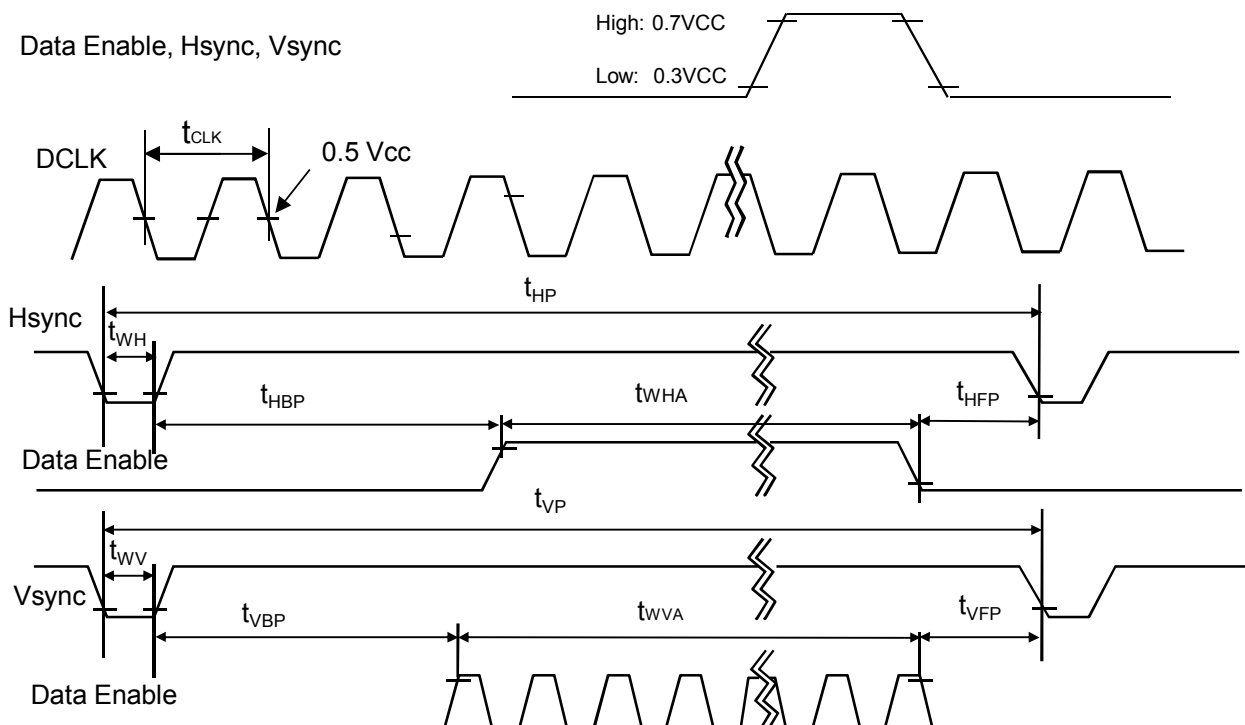 High: 0.7VCC
Data Enable, Hsync, Vsync
Low: 0.3VCC
tCLK
DCLK
0.5 Vcc
tHP
Hsync
tWH
tHBP
tWHA
tHFP
Data Enable
tVP
tWV
Vsync
tVBP
tWVA
tVFP
Data Enable